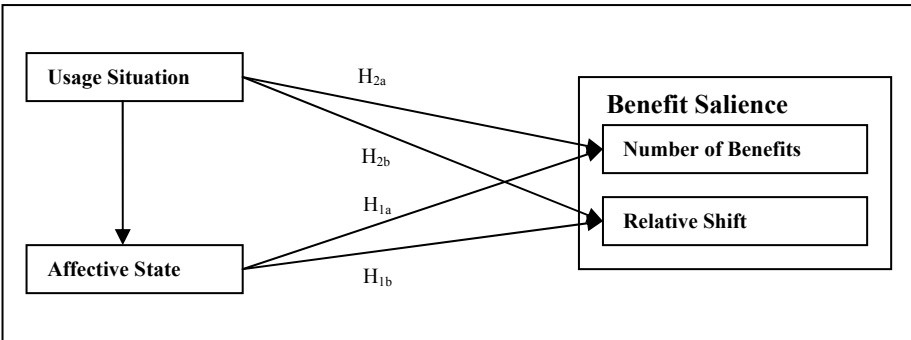 Usage Situation
H2a
Benefit Salience
Number of Benefits
H2b
H1a
Relative Shift
Affective State
H1b